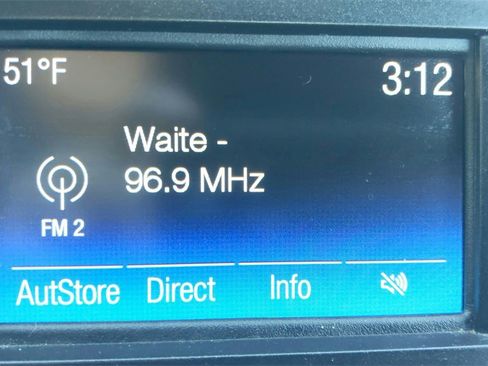 51°F 3:12
Waite -
96.9 MHz
FM 2
AutStore Direct Info